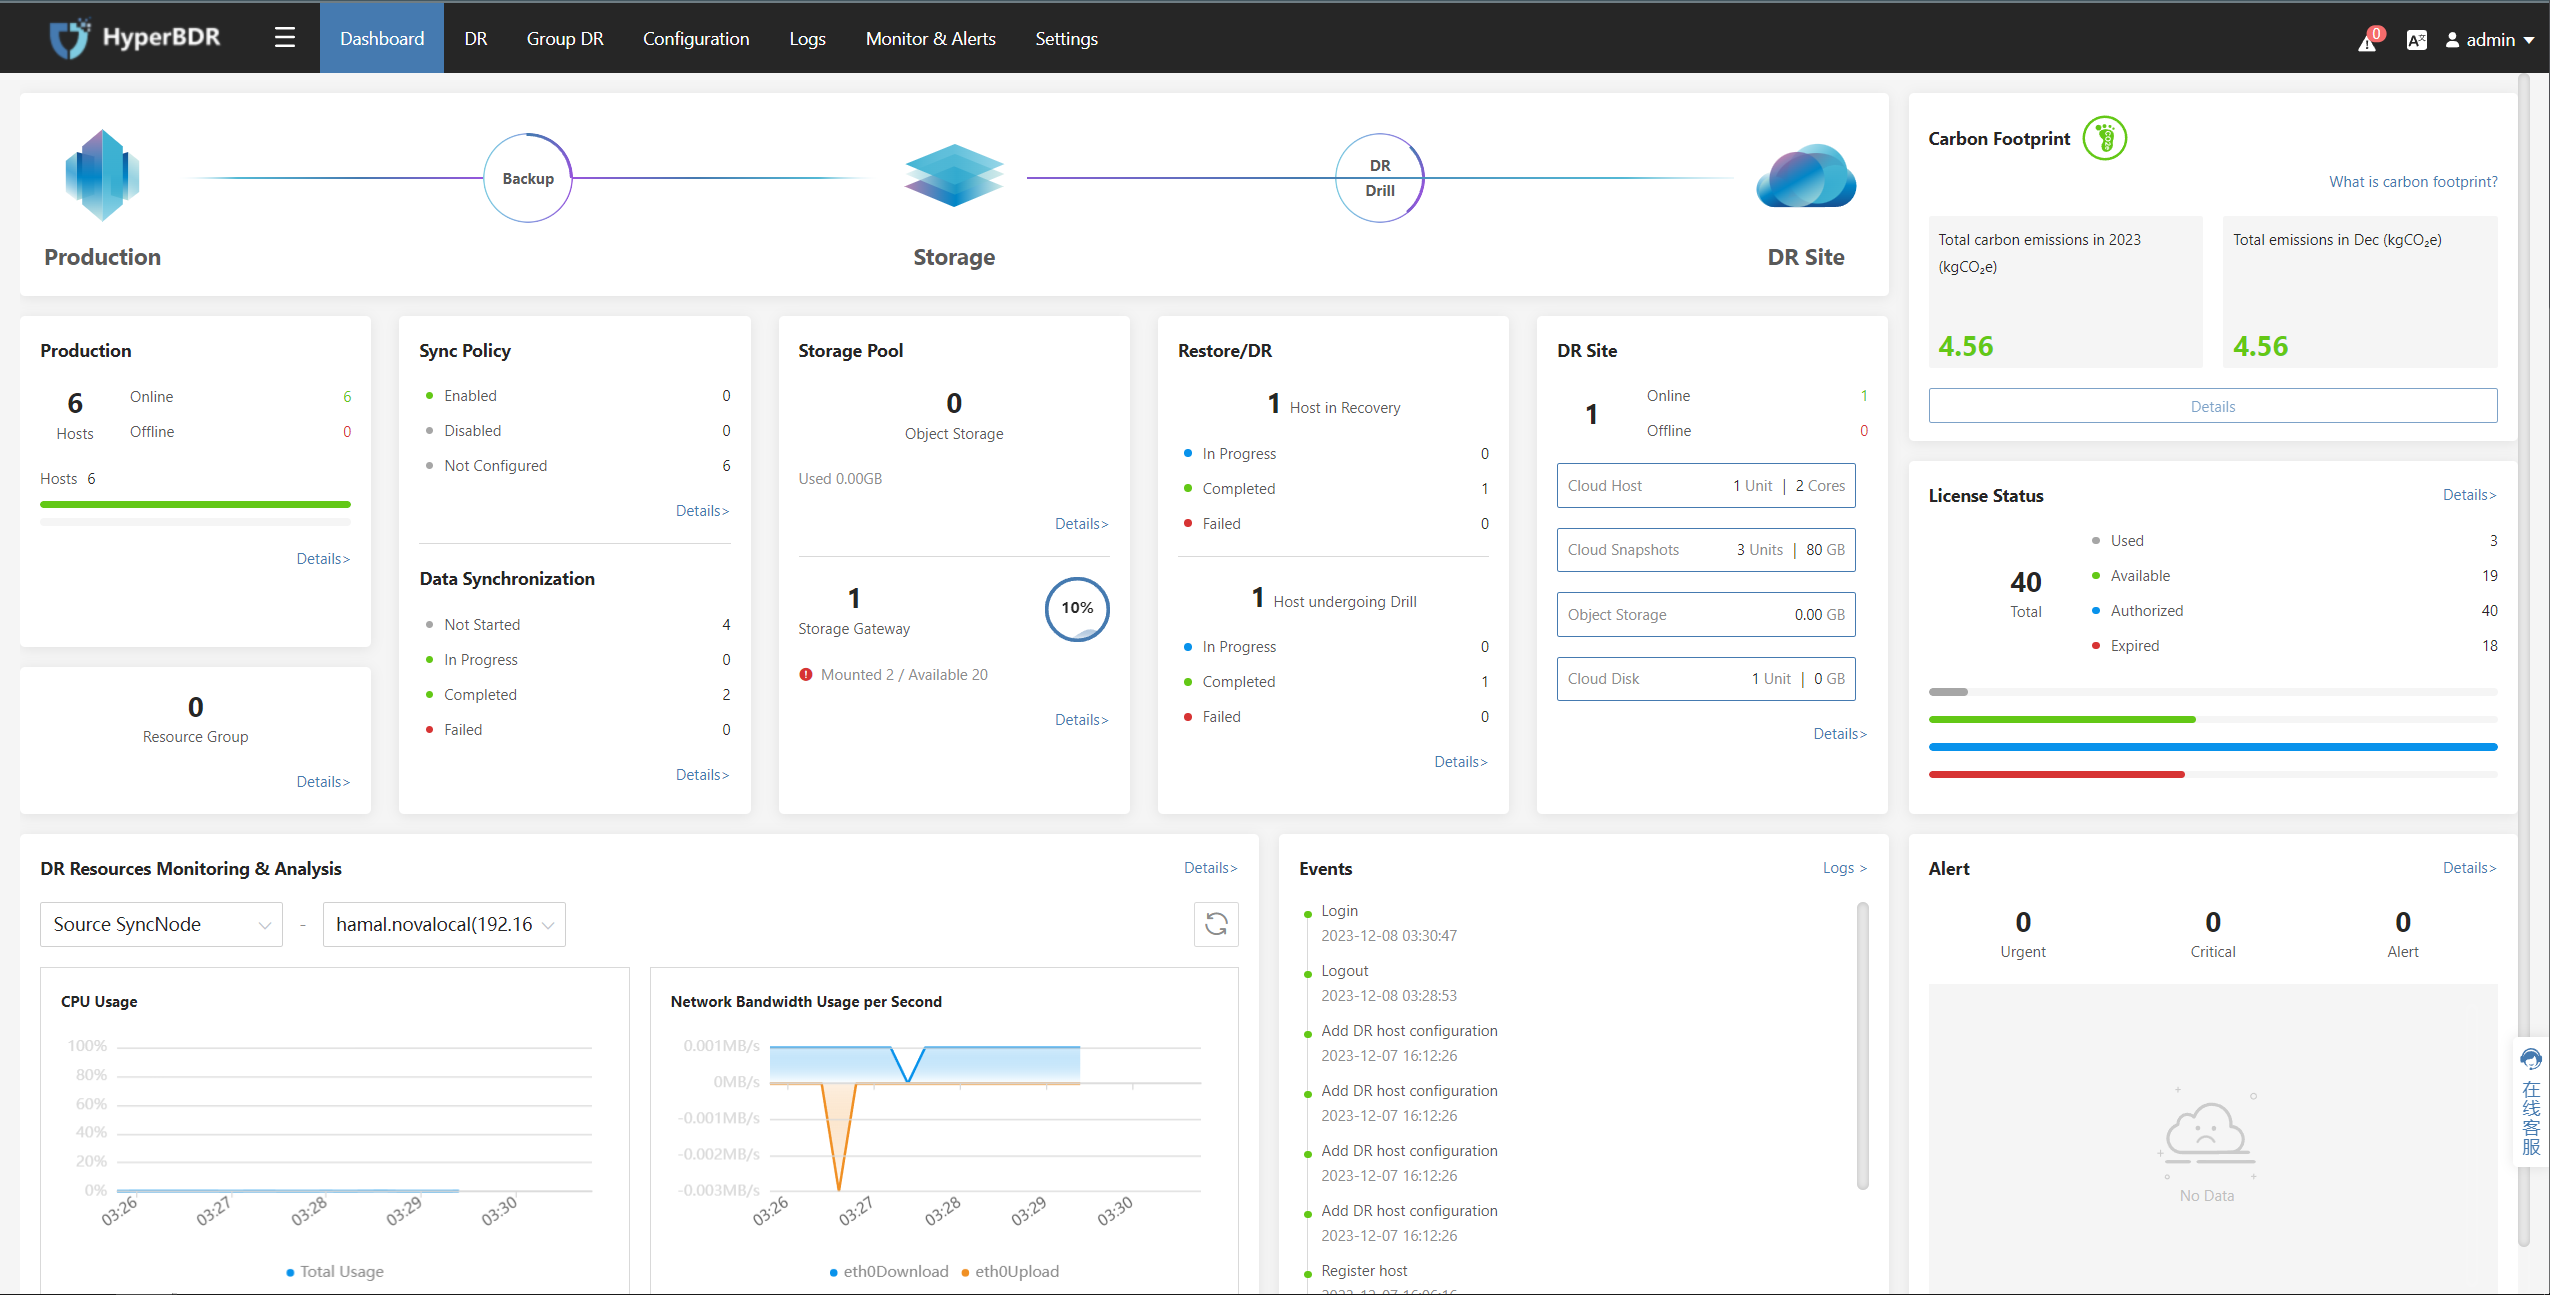 HyperBDR
Dashboard
DR
Group DR
Configuration
Logs
Monitor & Alerts
Settings
0
admin
Backup
DR
Drill
Production
Storage
DR Site
Carbon Footprint
What is carbon footprint?
Total carbon emissions in 2023
(kgCO₂e)
4.56
Total emissions in Dec (kgCO₂e)
4.56
Details
Production
6
Hosts
Online 6
Offline 0
Hosts 6
Details>
0
Resource Group
Details>
Sync Policy
Enabled 0
Disabled 0
Not Configured 6
Details>
Data Synchronization
Not Started 4
In Progress 0
Completed 2
Failed 0
Details>
Storage Pool
0
Object Storage
Used 0.00GB
Details>
1
Storage Gateway
10%
Mounted 2 / Available 20
Details>
Restore/DR
1 Host in Recovery
In Progress 0
Completed 1
Failed 0
1 Host undergoing Drill
In Progress 0
Completed 1
Failed 0
Details>
DR Site
1
Online 1
Offline 0
Cloud Host 1 Unit | 2 Cores
Cloud Snapshots 3 Units | 80 GB
Object Storage 0.00 GB
Cloud Disk 1 Unit | 0 GB
Details>
License Status
Details>
40
Total
Used 3
Available 19
Authorized 40
Expired 18
DR Resources Monitoring & Analysis
Details>
Source SyncNode - hamal.novalocal(192.16
CPU Usage
100%
80%
60%
40%
20%
0%
03:26 03:27 03:28 03:29 03:30
Total Usage
Network Bandwidth Usage per Second
0.001MB/s
0MB/s
-0.001MB/s
-0.002MB/s
-0.003MB/s
03:26 03:27 03:28 03:29 03:30
eth0Download eth0Upload
Events
Logs >
Login
2023-12-08 03:30:47
Logout
2023-12-08 03:28:53
Add DR host configuration
2023-12-07 16:12:26
Add DR host configuration
2023-12-07 16:12:26
Add DR host configuration
2023-12-07 16:12:26
Add DR host configuration
2023-12-07 16:12:26
Register host
Alert
Details>
0
Urgent
0
Critical
0
Alert
No Data
在线客服